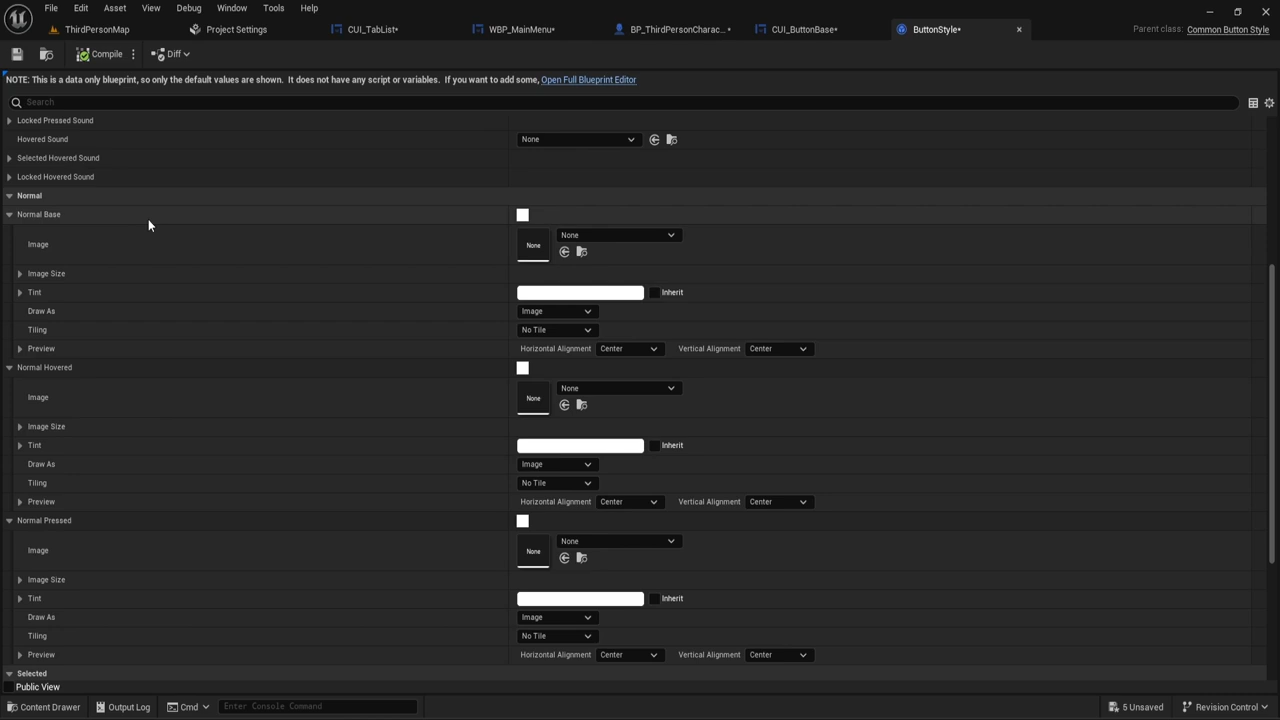 File Edit Asset View Debug Window Tools Help
ThirdPersonMap Project Settings CUI_TabList* WBP_MainMenu* BP_ThirdPersonCharac...* CUI_ButtonBase* ButtonStyle* Parent class: Common Button Style
Compile Diff
NOTE: This is a data only blueprint, so only the default values are shown. It does not have any script or variables. If you want to add some, Open Full Blueprint Editor
Search
Locked Pressed Sound
Hovered Sound None
Selected Hovered Sound
Locked Hovered Sound
Normal
Normal Base
Image None None
Image Size
Tint Inherit
Draw As Image
Tiling No Tile
Preview Horizontal Alignment Center Vertical Alignment Center
Normal Hovered
Image None None
Image Size
Tint Inherit
Draw As Image
Tiling No Tile
Preview Horizontal Alignment Center Vertical Alignment Center
Normal Pressed
Image None None
Image Size
Tint Inherit
Draw As Image
Tiling No Tile
Preview Horizontal Alignment Center Vertical Alignment Center
Selected
Public View
Content Drawer Output Log Cmd Enter Console Command 5 Unsaved Revision Control